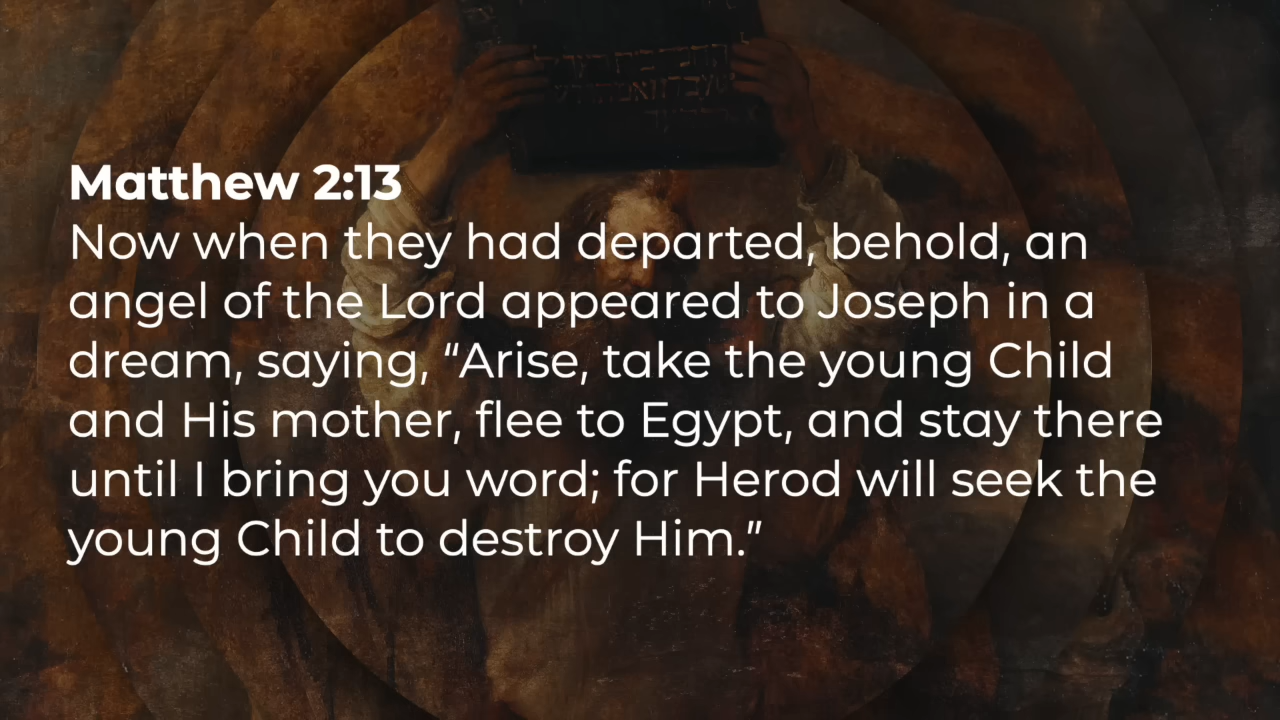 Matthew 2:13
Now when they had departed, behold, an
angel of the Lord appeared to Joseph in a
dream, saying, “Arise, take the young Child
and His mother, flee to Egypt, and stay there
until I bring you word; for Herod will seek the
young Child to destroy Him.”